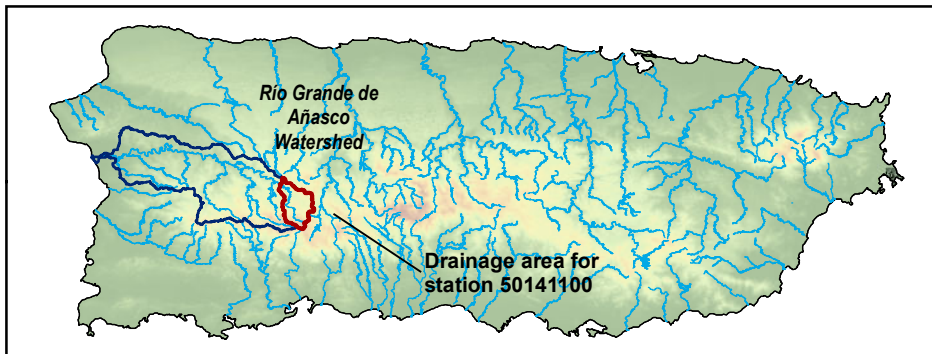 Río Grande de
Añasco
Watershed
Drainage area for
station 50141100